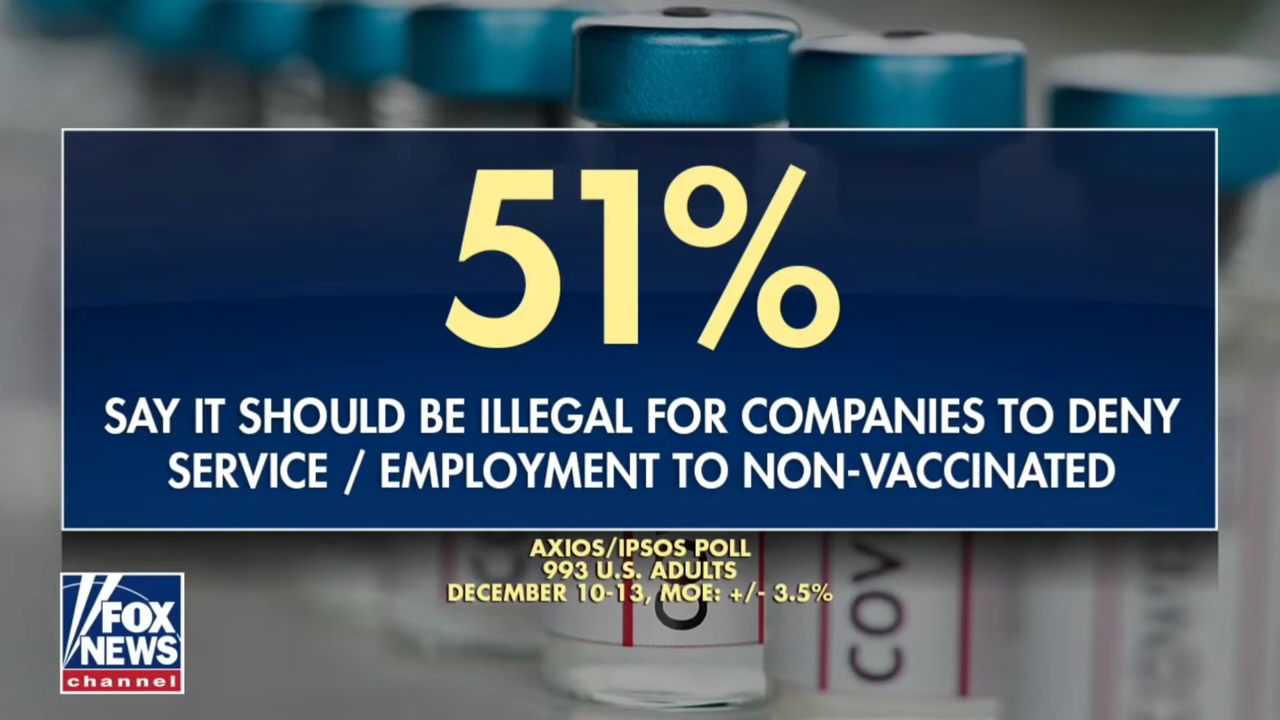 51%
SAY IT SHOULD BE ILLEGAL FOR COMPANIES TO DENY
SERVICE / EMPLOYMENT TO NON-VACCINATED
AXIOS/IPSOS POLL
993 U.S. ADULTS
DECEMBER 10-13, MOE: +/- 3.5%
COV
FOX
NEWS
channel